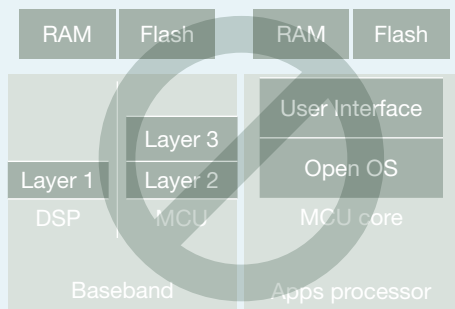 RAM Flash RAM Flash
User Interface
Layer 3
Open OS
Layer 1 Layer 2
DSP MCU MCU core
Baseband Apps processor